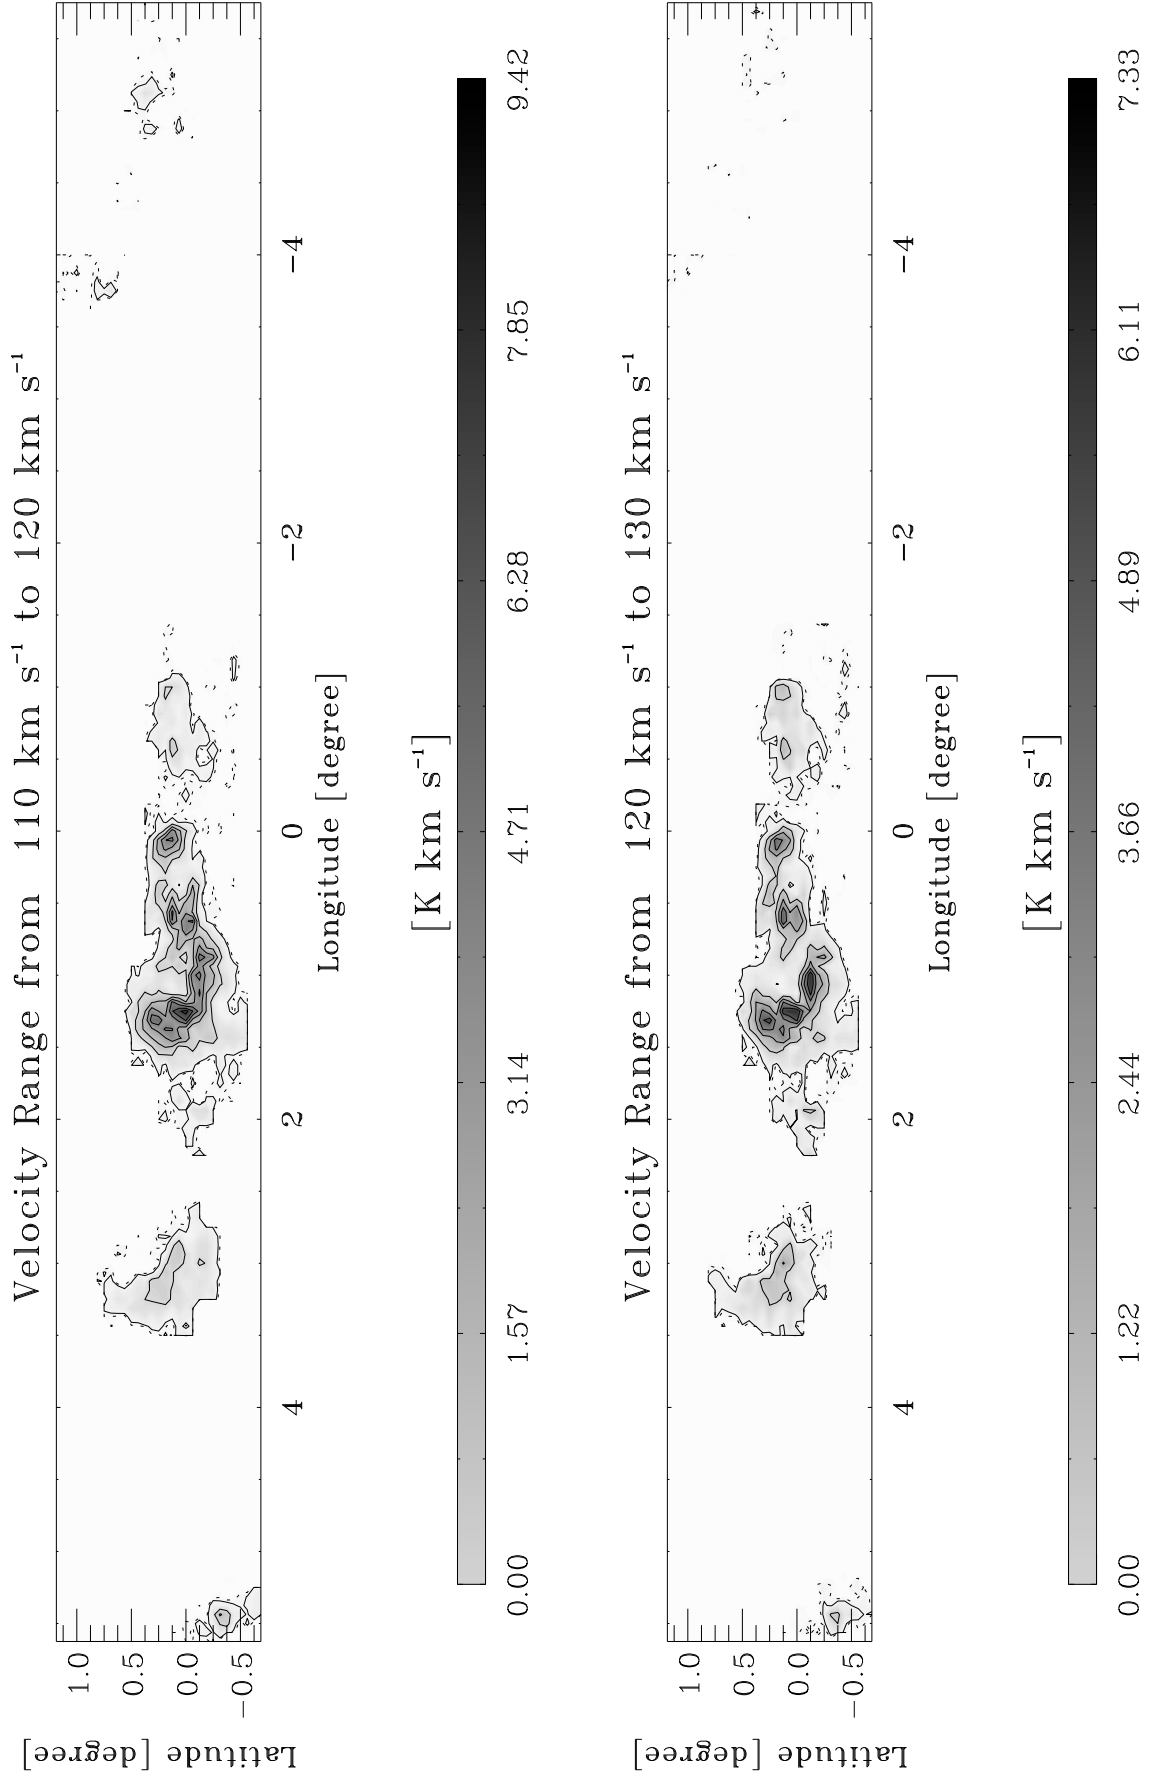 Velocity Range from 110 km s⁻¹ to 120 km s⁻¹
Latitude [degree]
1.0
0.5
0.0
−0.5
4 2 0 −2 −4
Longitude [degree]
[K km s⁻¹]
0.00 1.57 3.14 4.71 6.28 7.85 9.42
Velocity Range from 120 km s⁻¹ to 130 km s⁻¹
Latitude [degree]
1.0
0.5
0.0
−0.5
4 2 0 −2 −4
Longitude [degree]
[K km s⁻¹]
0.00 1.22 2.44 3.66 4.89 6.11 7.33